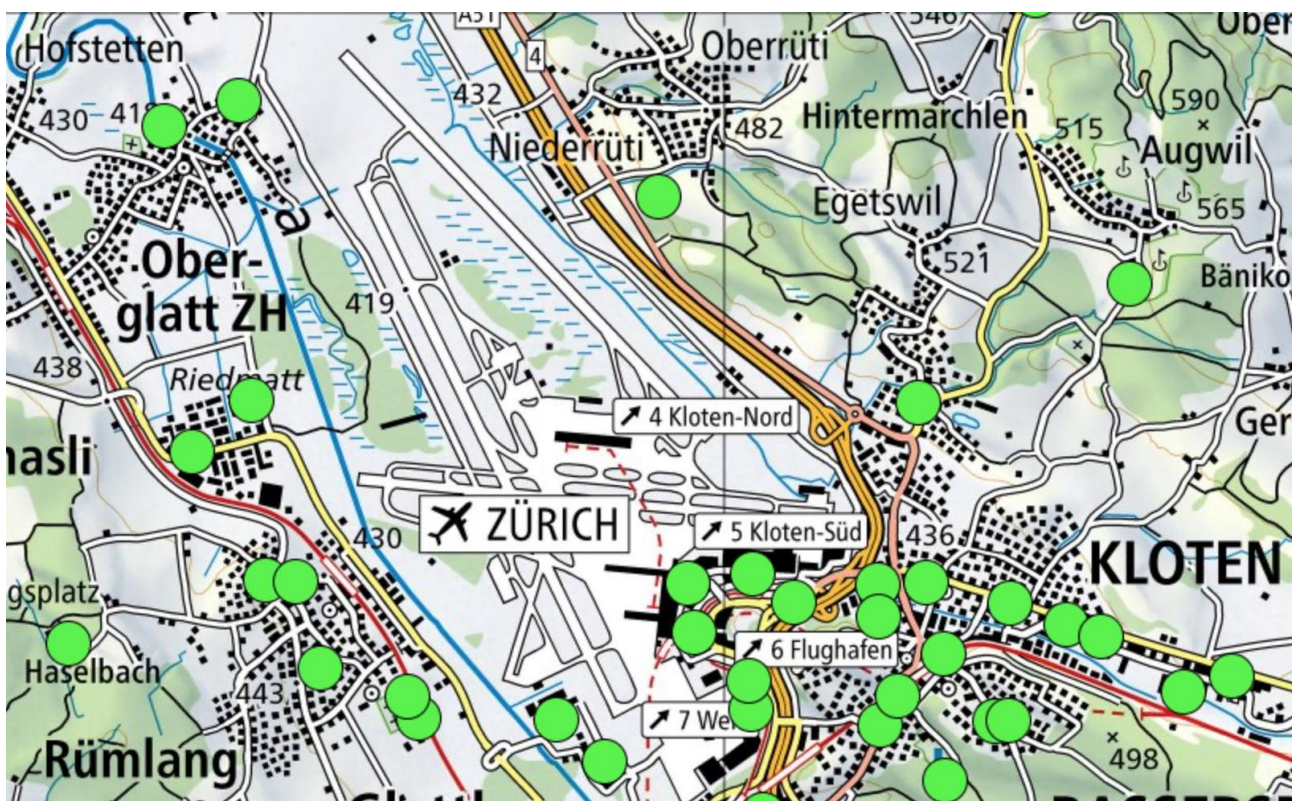 A51
4
546
Ober
Hofstetten
Oberrüti
432
590
430
418
482
Hintermarchlen
515
Augwil
Niederrüti
Egetswil
565
a
521
Ober-
glatt ZH
419
Bäniko
438
Riedmatt
4 Kloten-Nord
Ger
hasli
ZÜRICH
5 Kloten-Süd
430
436
KLOTEN
gsplatz
6 Flughafen
Haselbach
443
7 We
498
Rümlang